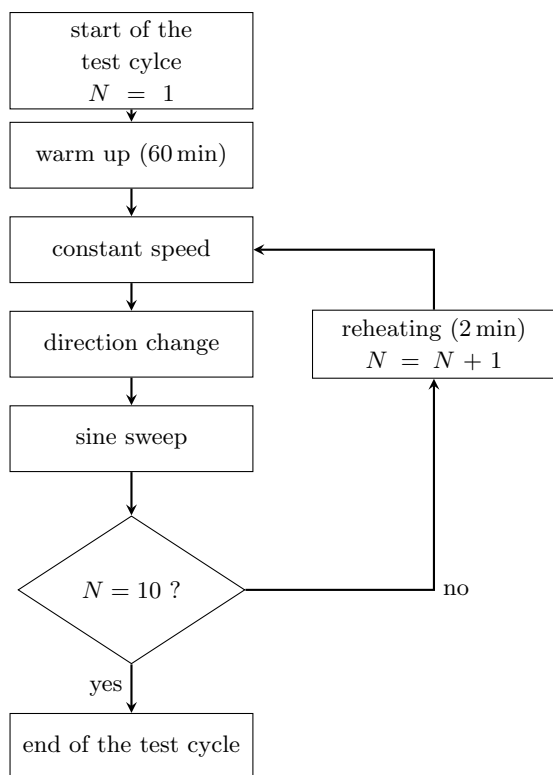 start of the
test cylce
N = 1
warm up (60 min)
constant speed
direction change
reheating (2 min)
N = N + 1
sine sweep
N = 10 ?
no
yes
end of the test cycle